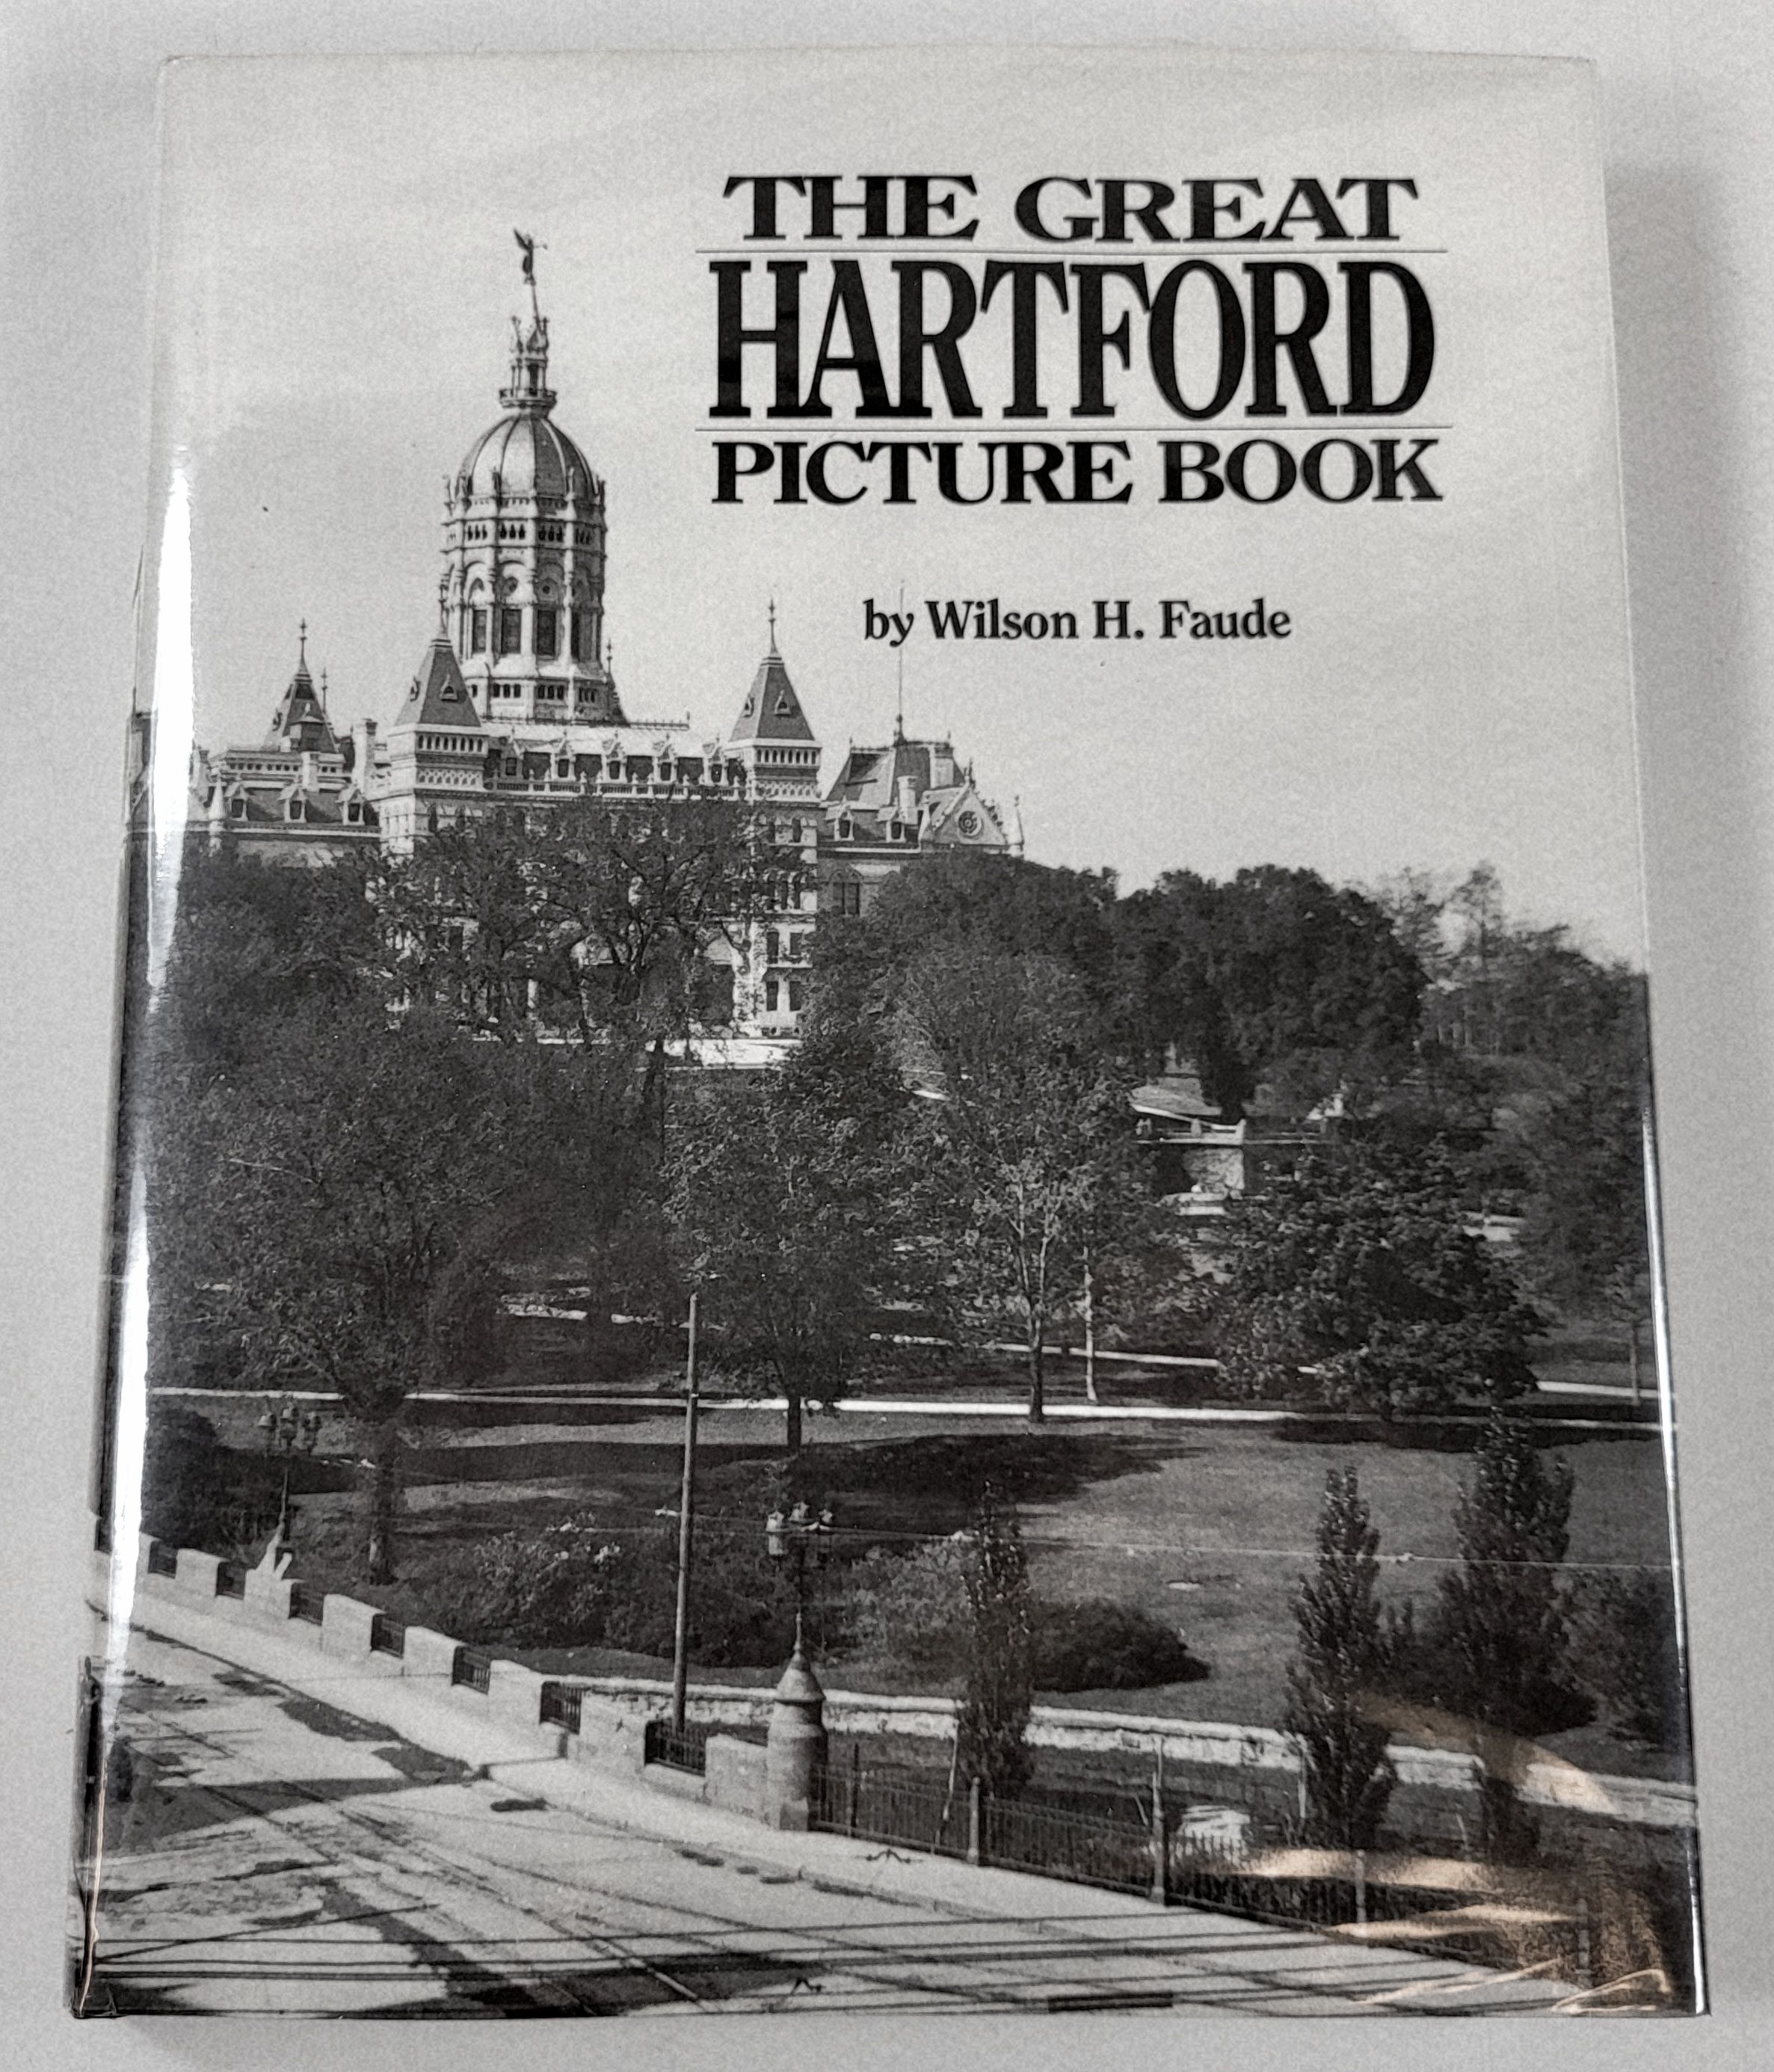 THE GREAT
HARTFORD
PICTURE BOOK
by Wilson H. Faude